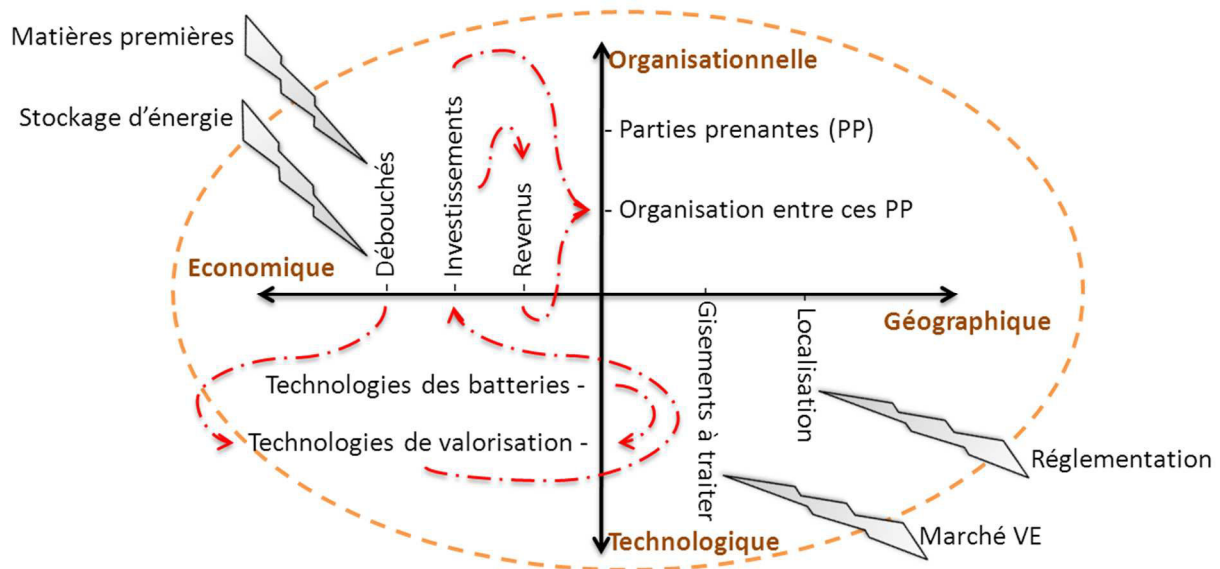 Matières premières
Stockage d'énergie
Organisationnelle
- Parties prenantes (PP)
- Organisation entre ces PP
Débouchés
Investissements
Revenus
Economique
Géographique
Gisements à traiter
Localisation
Technologies des batteries -
Technologies de valorisation -
Réglementation
Marché VE
Technologique